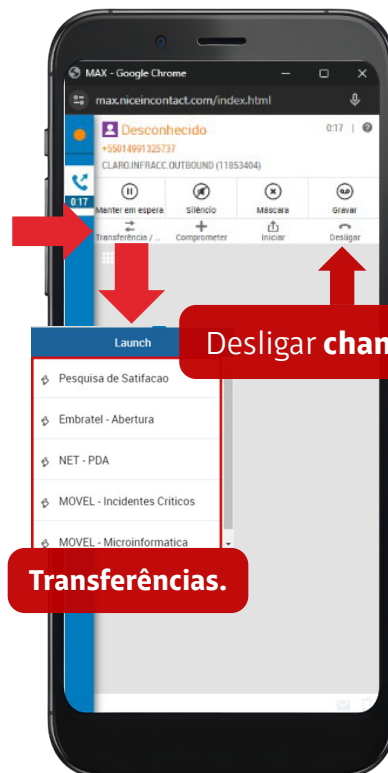 MAX - Google Chrome
max.niceincontact.com/index.html
Desconhecido
0:17 |
+55014991325737
CLARO.INFRACC.OUTBOUND (11853404)
0:17
Manter em espera Silêncio Máscara Gravar
Transferência / ... Comprometer Iniciar Desligar
Launch
Desligar cham
Pesquisa de Satifacao
Embratel - Abertura
NET - PDA
MOVEL - Incidentes Criticos
MOVEL - Microinformatica
Transferências.